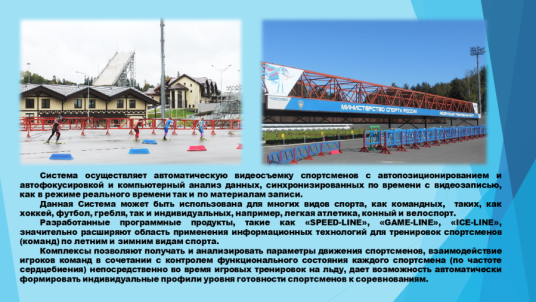 МИНИСТЕРСТВО СПОРТА РОССИИ
Система осуществляет автоматическую видеосъемку спортсменов с автопозиционированием и
автофокусировкой и компьютерный анализ данных, синхронизированных по времени с видеозаписью,
как в режиме реального времени так и по материалам записи.
Данная Система может быть использована для многих видов спорта, как командных, таких, как
хоккей, футбол, гребля, так и индивидуальных, например, легкая атлетика, конный и велоспорт.
Разработанные программные продукты, такие как «SPEED-LINE», «GAME-LINE», «ICE-LINE»,
значительно расширяют область применения информационных технологий для тренировок спортсменов
(команд) по летним и зимним видам спорта.
Комплексы позволяют получать и анализировать параметры движения спортсменов, взаимодействие
игроков команд в сочетании с контролем функционального состояния каждого спортсмена (по частоте
сердцебиения) непосредственно во время игровых тренировок на льду, дает возможность автоматически
формировать индивидуальные профили уровня готовности спортсменов к соревнованиям.